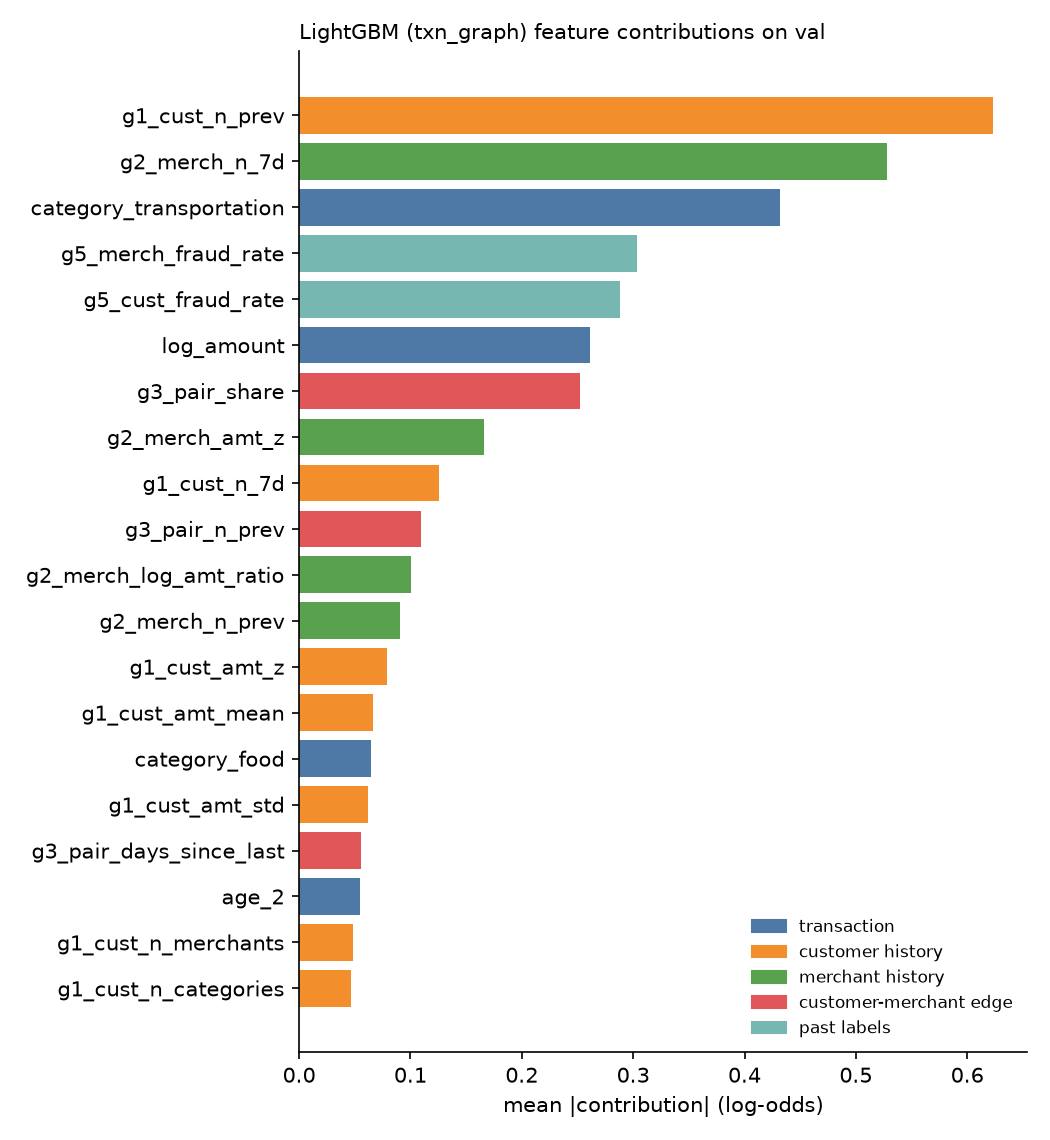 LightGBM (txn_graph) feature contributions on val
g1_cust_n_prev
g2_merch_n_7d
category_transportation
g5_merch_fraud_rate
g5_cust_fraud_rate
log_amount
g3_pair_share
g2_merch_amt_z
g1_cust_n_7d
g3_pair_n_prev
g2_merch_log_amt_ratio
g2_merch_n_prev
g1_cust_amt_z
g1_cust_amt_mean
category_food
g1_cust_amt_std
g3_pair_days_since_last
age_2
g1_cust_n_merchants
g1_cust_n_categories
transaction
customer history
merchant history
customer-merchant edge
past labels
0.0 0.1 0.2 0.3 0.4 0.5 0.6
mean |contribution| (log-odds)